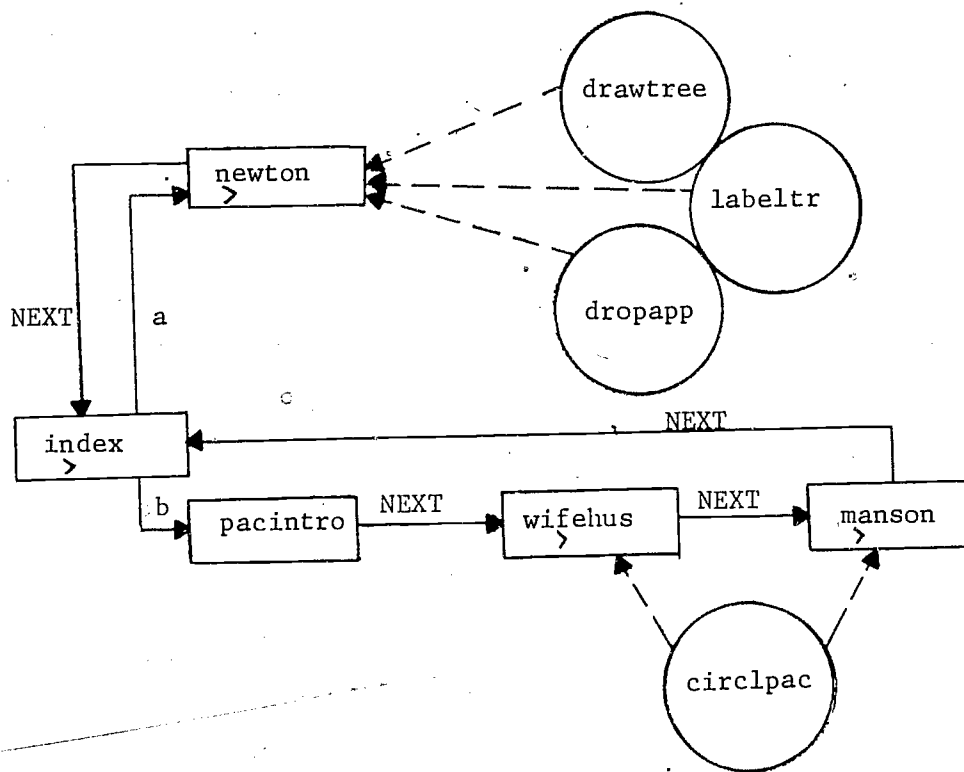 drawtree
newton
>
labeltr
dropapp
NEXT
a
NEXT
index
>
b
pacintro
NEXT
wifehus
>
NEXT
manson
>
circlpac